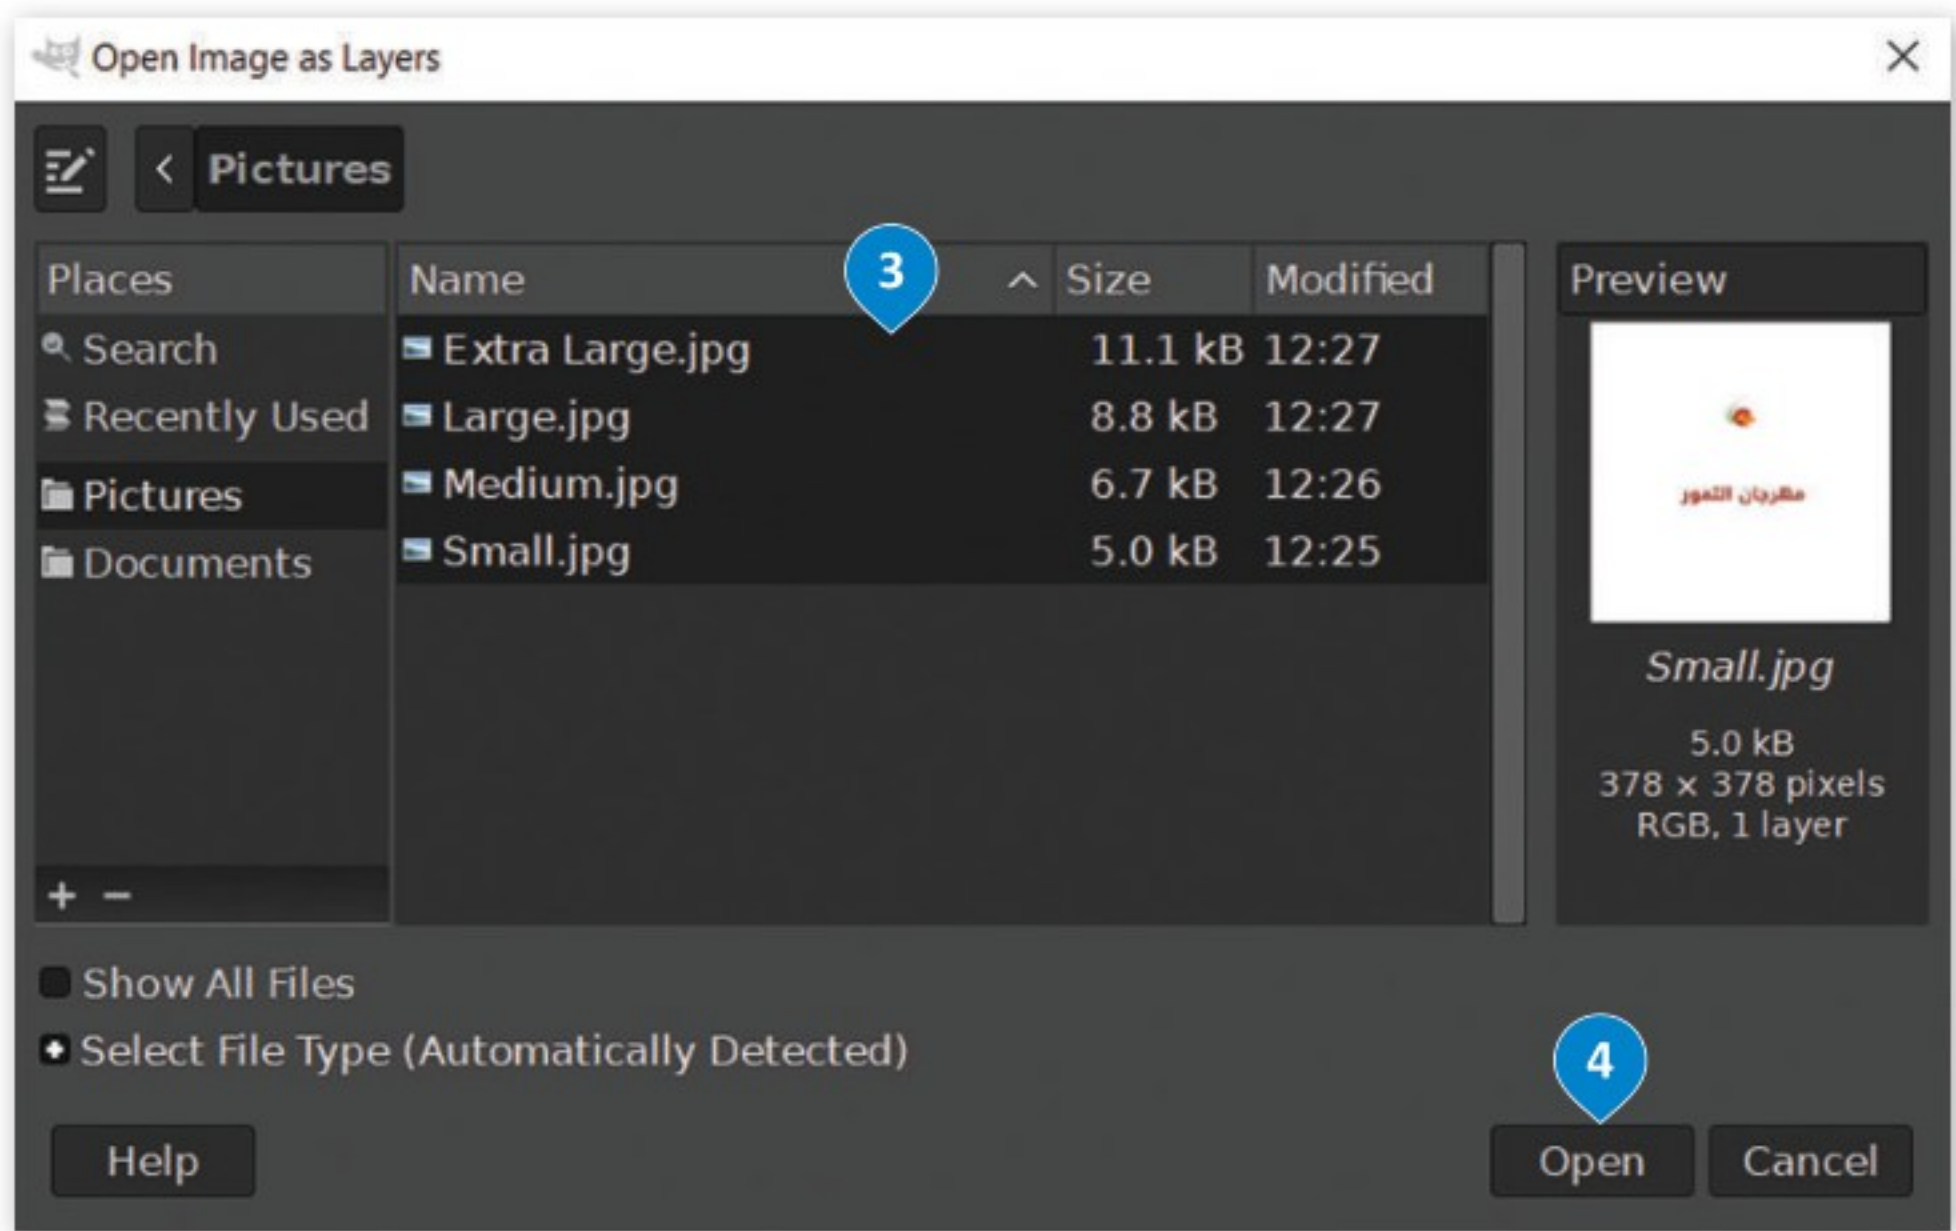 Open Image as Layers
Pictures
3
Places
Name
Size
Modified
Preview
Search
Extra Large.jpg 11.1 kB 12:27
Recently Used
Large.jpg 8.8 kB 12:27
Pictures
Medium.jpg 6.7 kB 12:26
Documents
Small.jpg 5.0 kB 12:25
مهرجان التمور
Small.jpg
5.0 kB
378 × 378 pixels
RGB, 1 layer
Show All Files
Select File Type (Automatically Detected)
4
Help
Open
Cancel